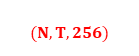 (N, T, 256)